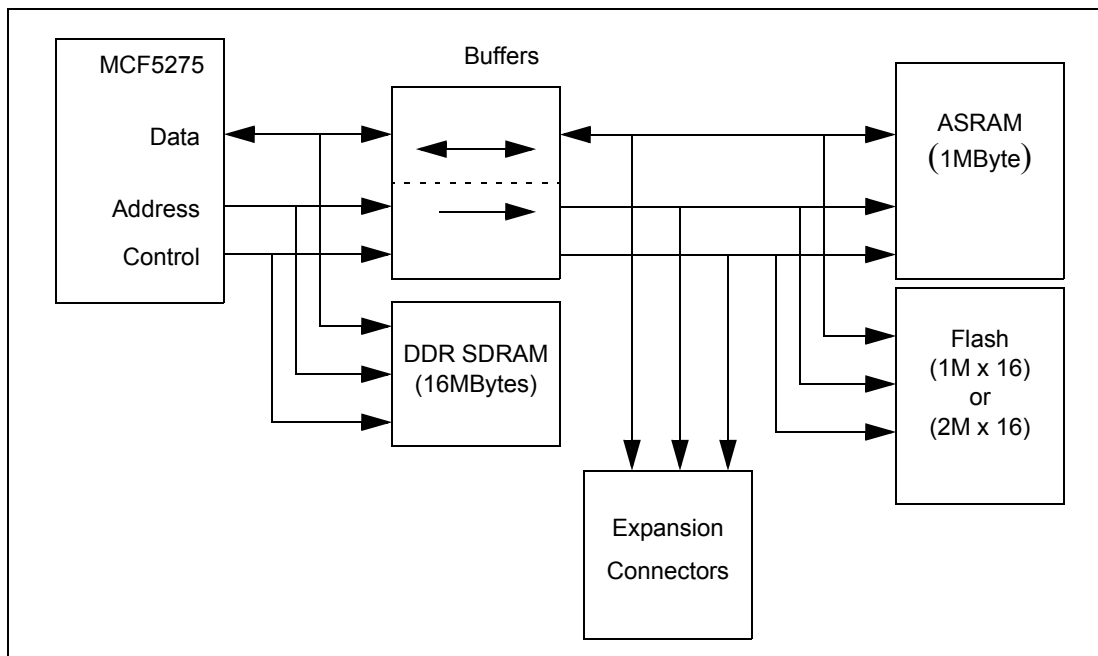 MCF5275
Data
Address
Control
Buffers
DDR SDRAM
(16MBytes)
Expansion
Connectors
ASRAM
(1MByte)
Flash
(1M x 16)
or
(2M x 16)